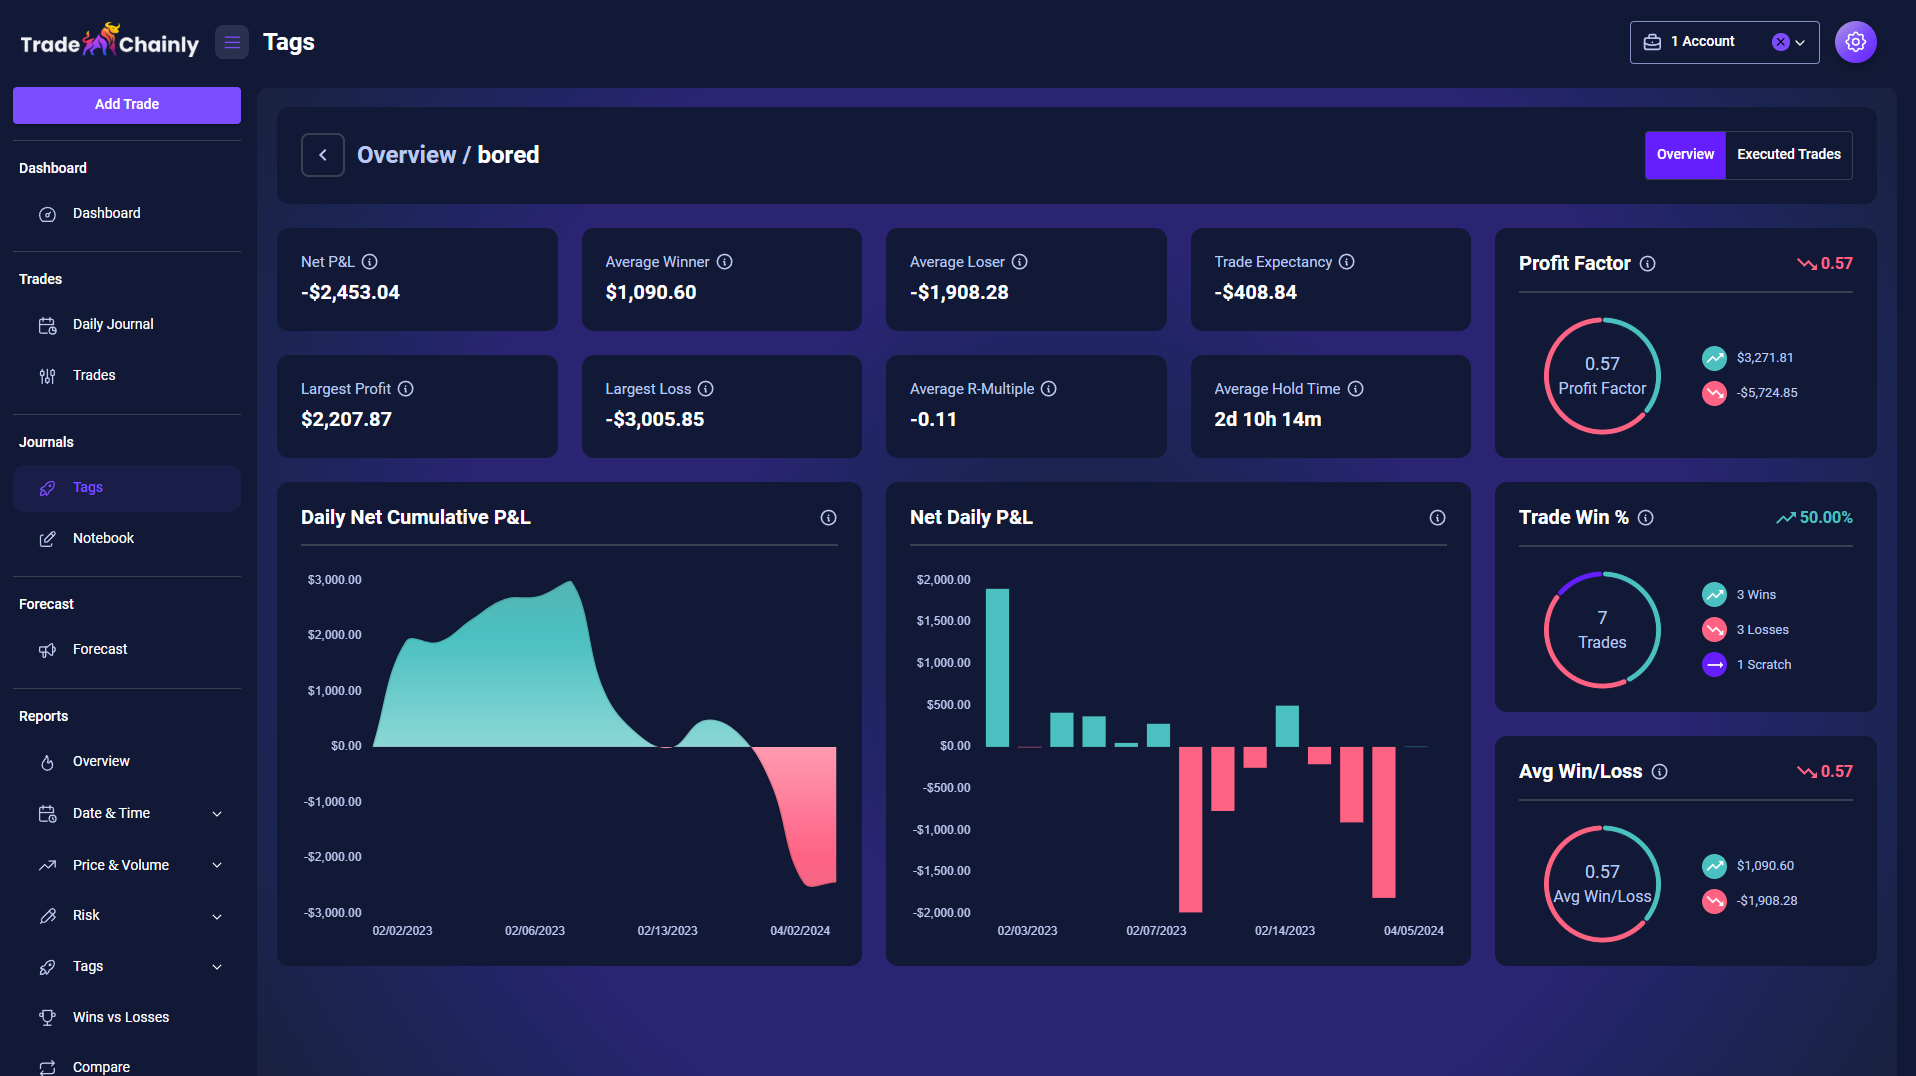 Trade Chainly
Tags
1 Account
Add Trade
Dashboard
Dashboard
Trades
Daily Journal
Trades
Journals
Tags
Notebook
Forecast
Forecast
Reports
Overview
Date & Time
Price & Volume
Risk
Tags
Wins vs Losses
Compare
Overview / bored
Overview
Executed Trades
Net P&L
-$2,453.04
Average Winner
$1,090.60
Average Loser
-$1,908.28
Trade Expectancy
-$408.84
Largest Profit
$2,207.87
Largest Loss
-$3,005.85
Average R-Multiple
-0.11
Average Hold Time
2d 10h 14m
Profit Factor
0.57
0.57
Profit Factor
$3,271.81
-$5,724.85
Daily Net Cumulative P&L
$3,000.00
$2,000.00
$1,000.00
$0.00
-$1,000.00
-$2,000.00
-$3,000.00
02/02/2023
02/06/2023
02/13/2023
04/02/2024
Net Daily P&L
$2,000.00
$1,500.00
$1,000.00
$500.00
$0.00
-$500.00
-$1,000.00
-$1,500.00
-$2,000.00
02/03/2023
02/07/2023
02/14/2023
04/05/2024
Trade Win %
50.00%
7
Trades
3 Wins
3 Losses
1 Scratch
Avg Win/Loss
0.57
0.57
Avg Win/Loss
$1,090.60
-$1,908.28